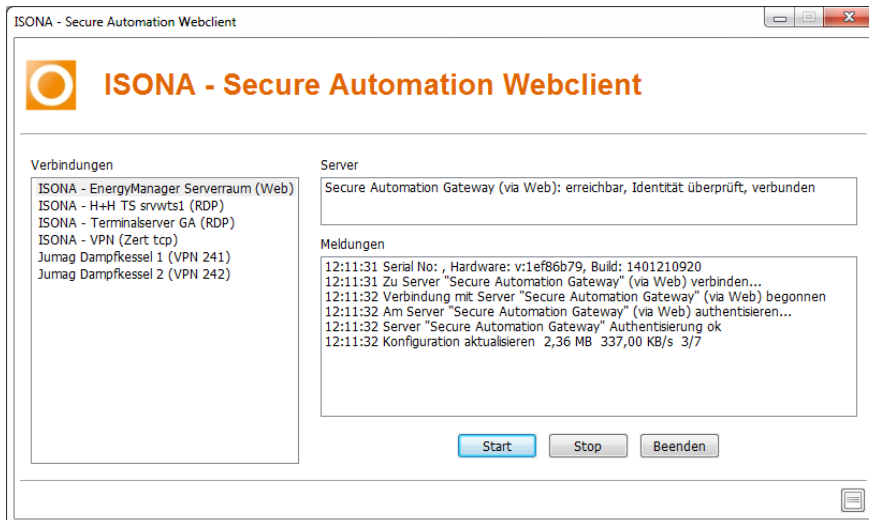 ISONA - Secure Automation Webclient
ISONA - Secure Automation Webclient
Verbindungen
ISONA - EnergyManager Serverraum (Web)
ISONA - H+H TS srvwts1 (RDP)
ISONA - Terminalserver GA (RDP)
ISONA - VPN (Zert tcp)
Jumag Dampfkessel 1 (VPN 241)
Jumag Dampfkessel 2 (VPN 242)
Server
Secure Automation Gateway (via Web): erreichbar, Identität überprüft, verbunden
Meldungen
12:11:31 Serial No: , Hardware: v:1ef86b79, Build: 1401210920
12:11:31 Zu Server "Secure Automation Gateway" (via Web) verbinden...
12:11:32 Verbindung mit Server "Secure Automation Gateway" (via Web) begonnen
12:11:32 Am Server "Secure Automation Gateway" (via Web) authentisieren...
12:11:32 Server "Secure Automation Gateway" Authentisierung ok
12:11:32 Konfiguration aktualisieren 2,36 MB 337,00 KB/s 3/7
Start Stop Beenden